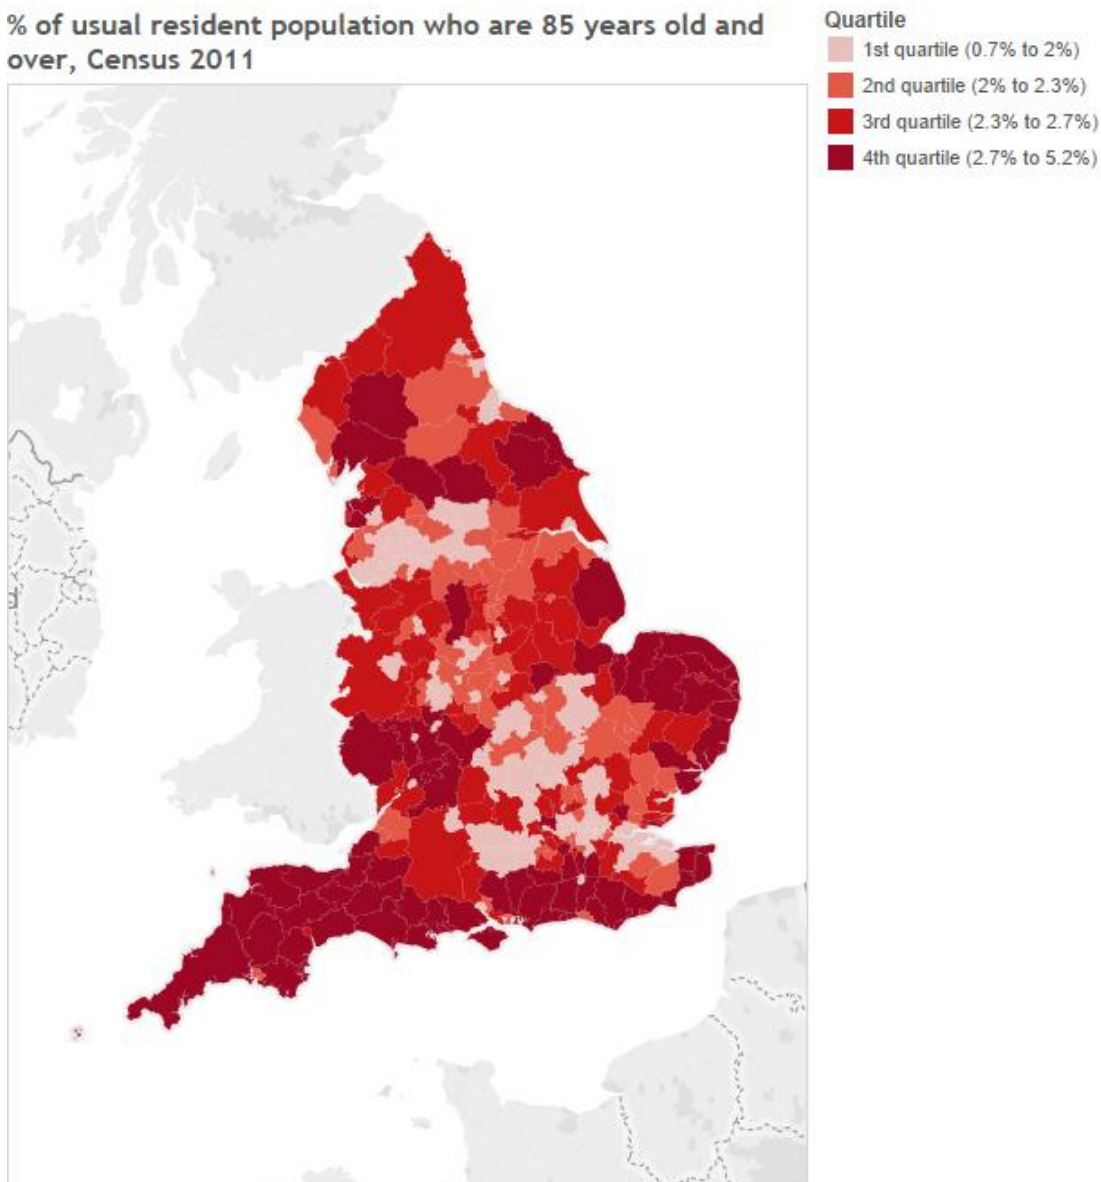 % of usual resident population who are 85 years old and
over, Census 2011
Quartile
1st quartile (0.7% to 2%)
2nd quartile (2% to 2.3%)
3rd quartile (2.3% to 2.7%)
4th quartile (2.7% to 5.2%)